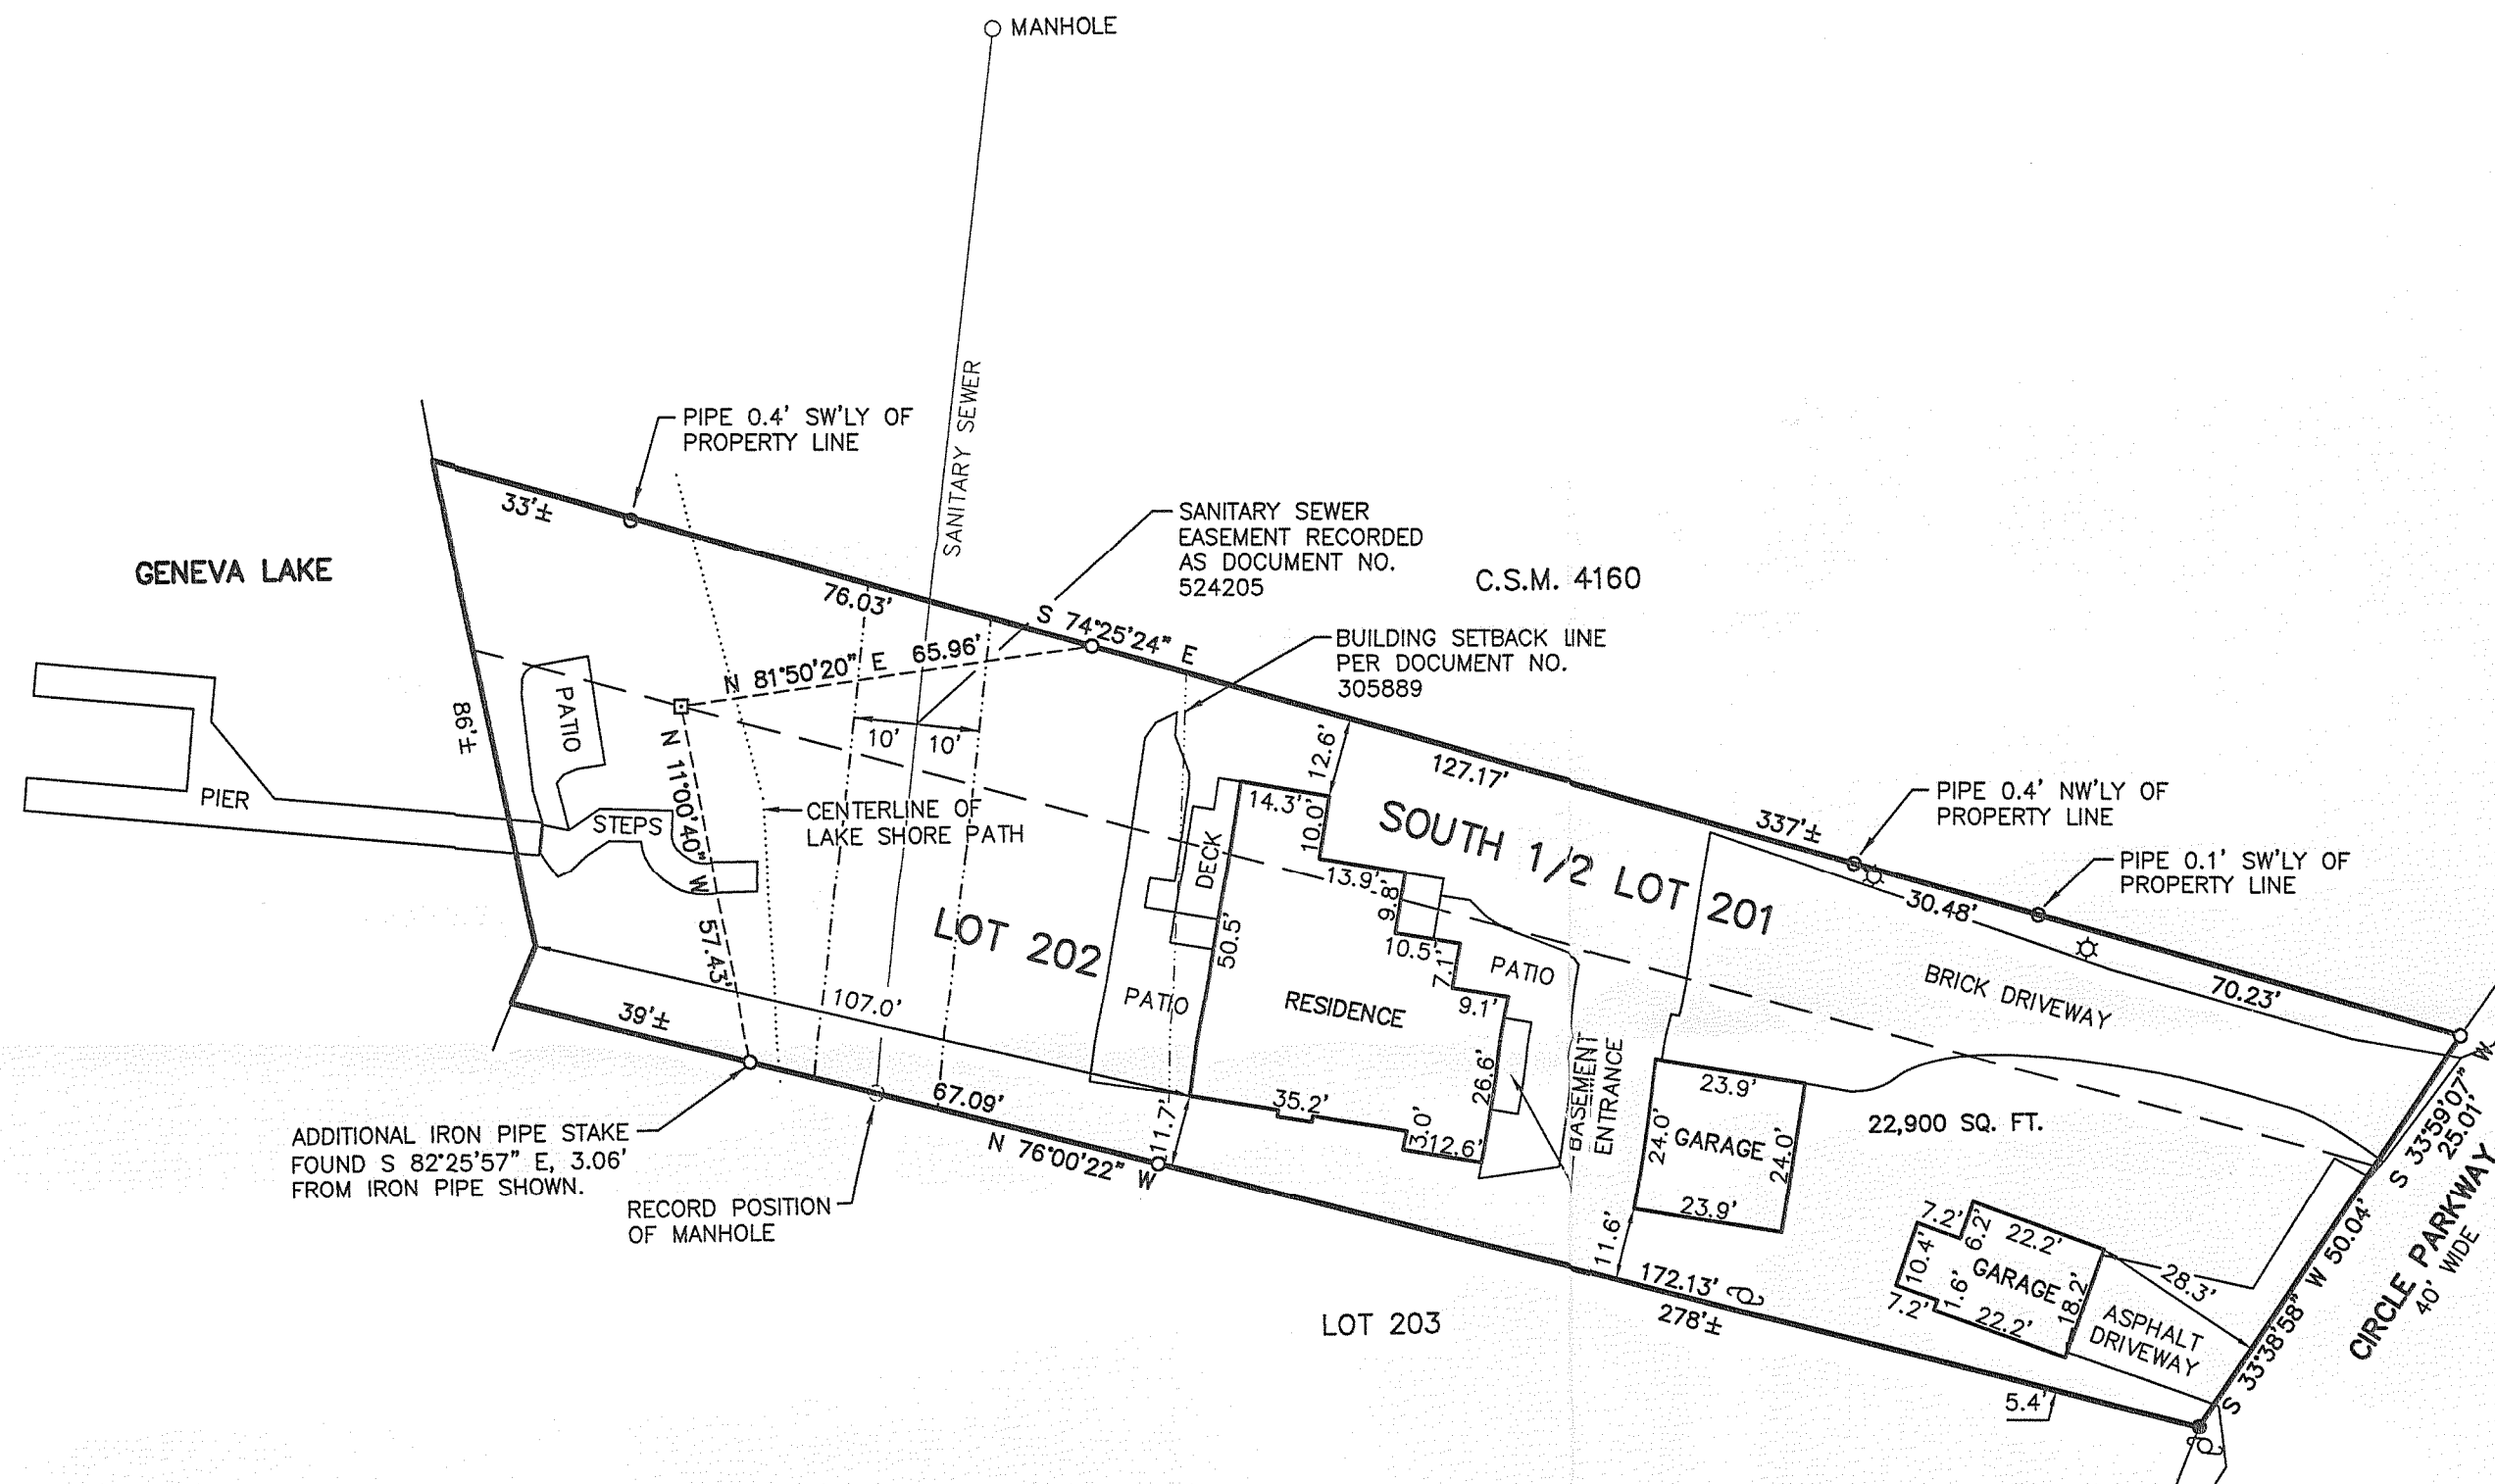 MANHOLE
SANITARY SEWER
PIPE 0.4' SW'LY OF
PROPERTY LINE
33'±
GENEVA LAKE
SANITARY SEWER
EASEMENT RECORDED
AS DOCUMENT NO.
524205
C.S.M. 4160
76.03'
S 74°25'24" E
BUILDING SETBACK LINE
PER DOCUMENT NO.
305889
N 81°50'20" E 65.96'
86'±
PATIO
10'
10'
N 11°00'40" W
57.43'
12.6'
127.17'
PIER
STEPS
CENTERLINE OF
LAKE SHORE PATH
14.3'
10.0'
SOUTH 1/2 LOT 201
337'±
PIPE 0.4' NW'LY OF
PROPERTY LINE
PIPE 0.1' SW'LY OF
PROPERTY LINE
DECK
13.9'
9.8'
30.48'
LOT 202
50.5'
10.5'
7.1'
PATIO
BRICK DRIVEWAY
70.23'
107.0'
PATIO
RESIDENCE
9.1'
39'±
26.6'
BASEMENT
ENTRANCE
67.09'
35.2'
3.0'
12.6'
11.7'
23.9'
24.0'
GARAGE
24.0'
23.9'
22,900 SQ. FT.
S 33°59'07" W
25.01'
ADDITIONAL IRON PIPE STAKE
FOUND S 82°25'57" E, 3.06'
FROM IRON PIPE SHOWN.
N 76°00'22" W
RECORD POSITION
OF MANHOLE
11.6'
7.2'
6.2'
22.2'
10.4'
GARAGE
1.6'
7.2'
22.2'
18.2'
28.3'
ASPHALT
DRIVEWAY
S 33°38'58" W 50.04'
CIRCLE PARKWAY
40' WIDE
172.13'
278'±
LOT 203
5.4'